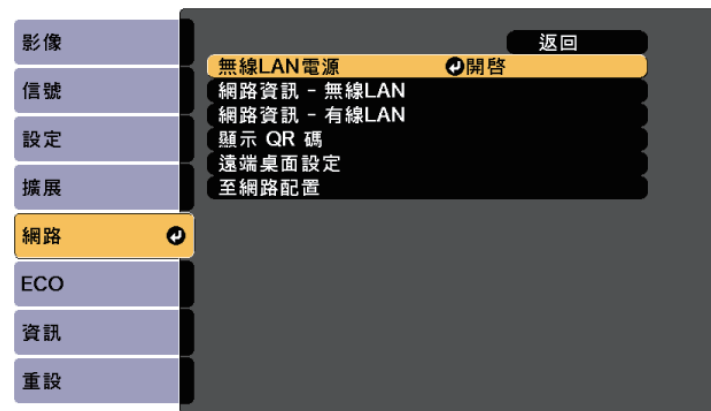 影像
信號
設定
擴展
網路
ECO
資訊
重設
返回
無線LAN電源 開啓
網路資訊 - 無線LAN
網路資訊 - 有線LAN
顯示 QR 碼
遠端桌面設定
至網路配置